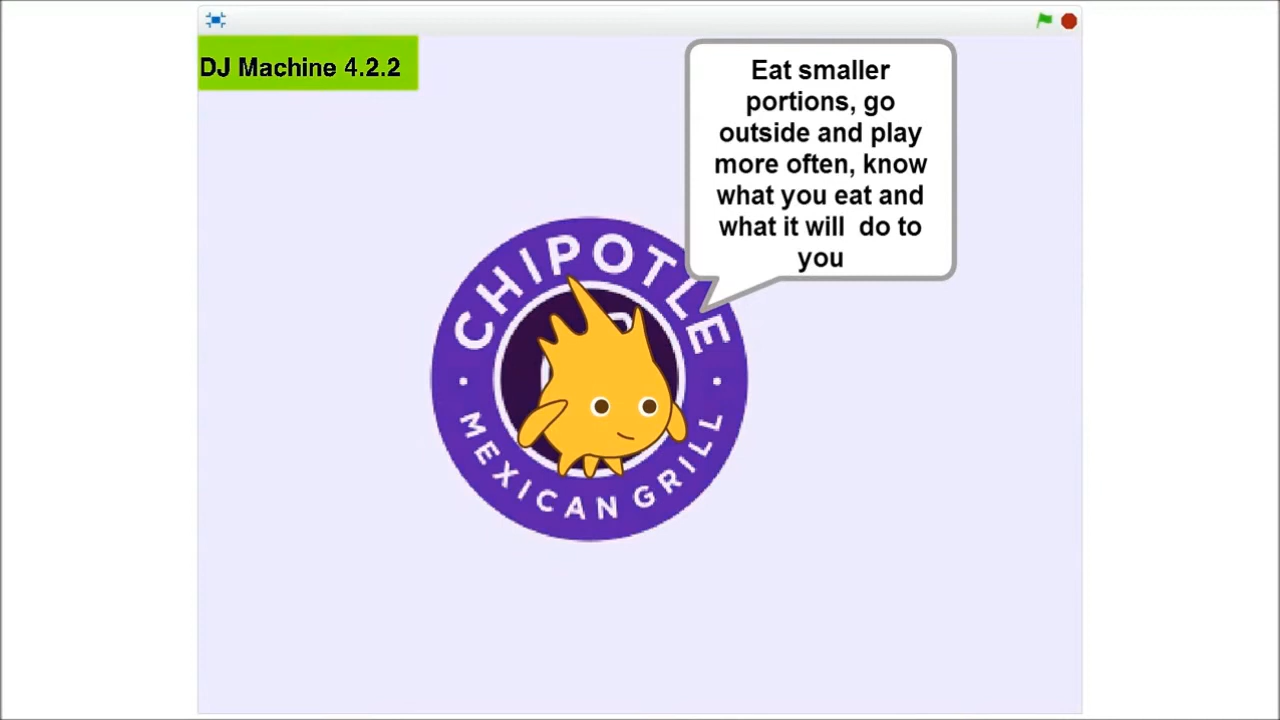 DJ Machine 4.2.2
Eat smaller
portions, go
outside and play
more often, know
what you eat and
what it will  do to
you
CHIPOTLE
MEXICAN GRILL